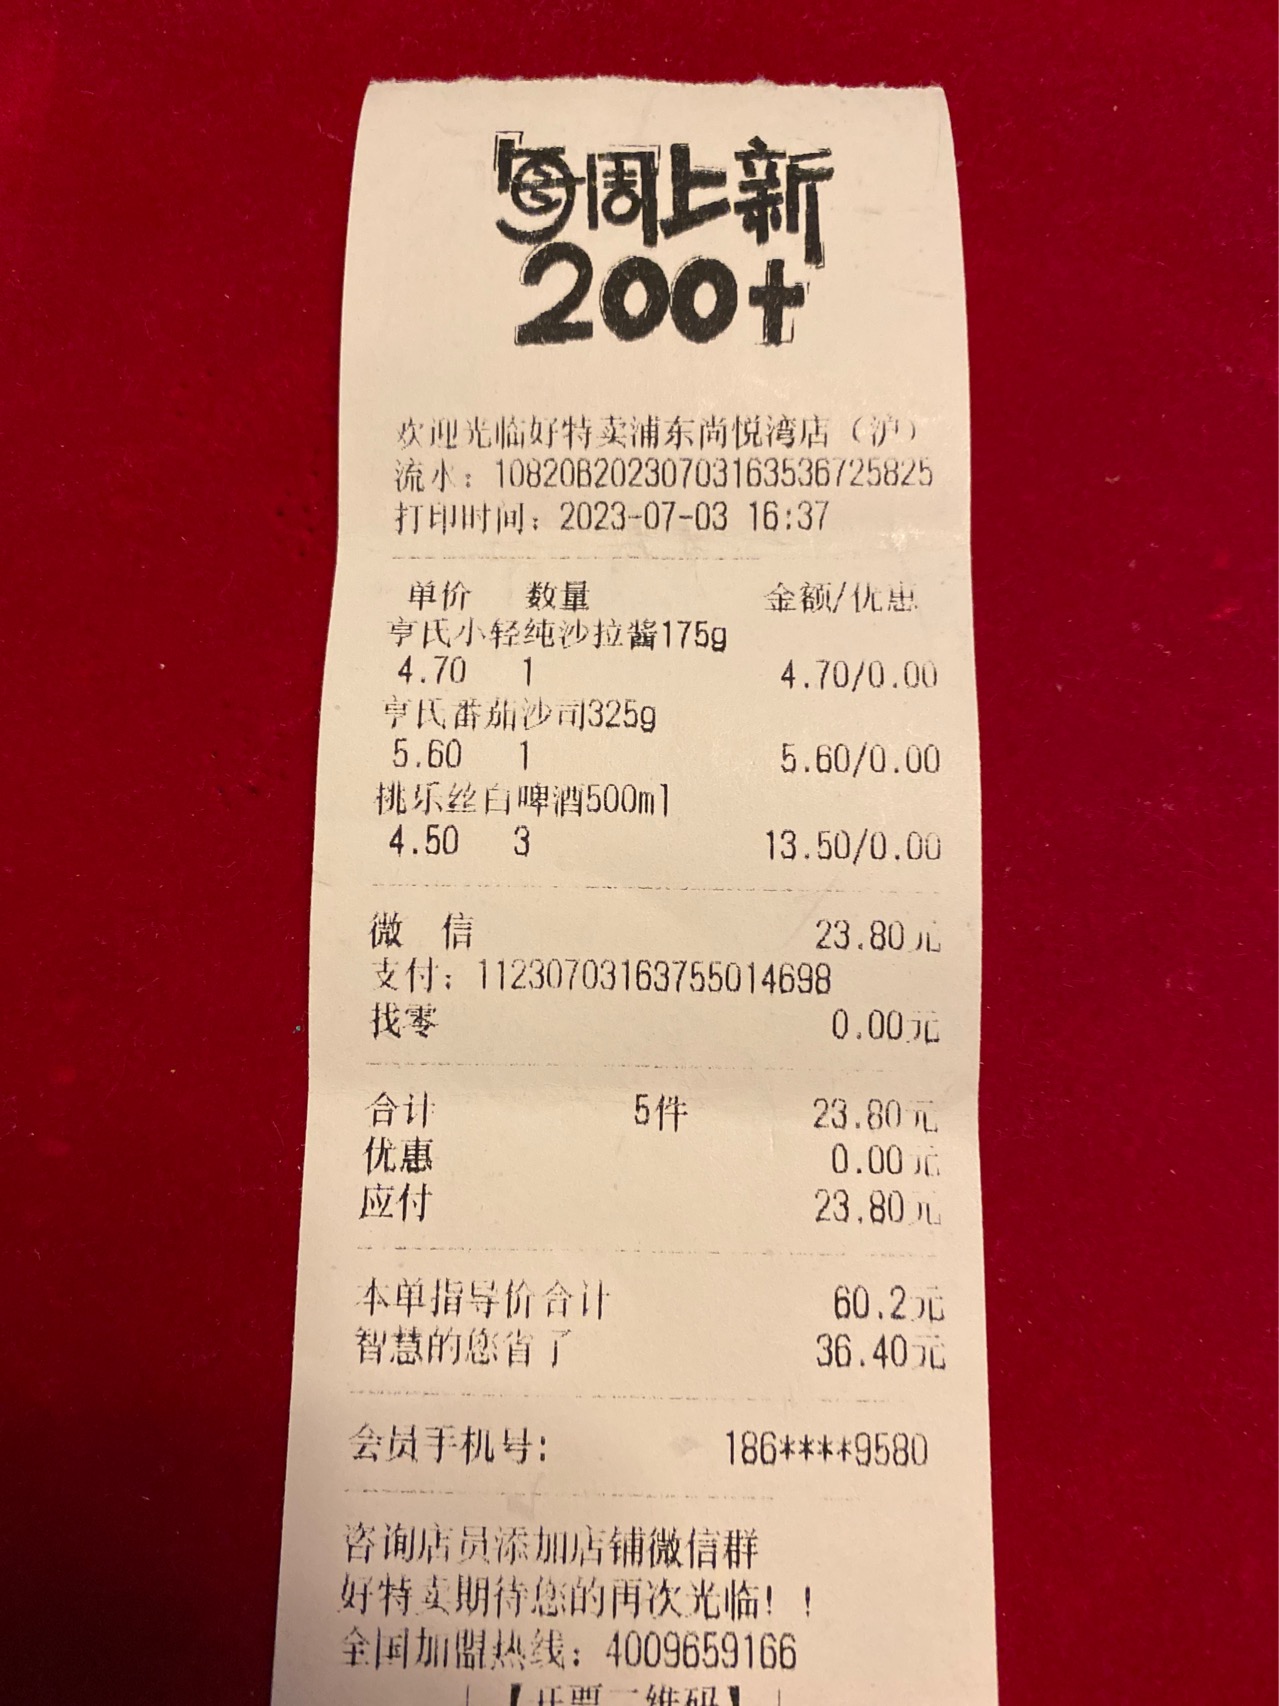 每周上新
200+
欢迎光临好特卖浦东尚悦湾店（沪）
流水：10820B20230703163536725825
打印时间：2023-07-03 16:37
单价 数量 金额/优惠
亨氏小轻纯沙拉酱175g
4.70 1 4.70/0.00
亨氏番茄沙司325g
5.60 1 5.60/0.00
挑乐丝白啤酒500ml
4.50 3 13.50/0.00
微 信 23.80元
支付：11230703163755014698
找零 0.00元
合计 5件 23.80元
优惠 0.00元
应付 23.80元
本单指导价合计 60.2元
智慧的您省了 36.40元
会员手机号: 186****9580
咨询店员添加店铺微信群
好特卖期待您的再次光临！！
全国加盟热线：4009659166
【开票二维码】